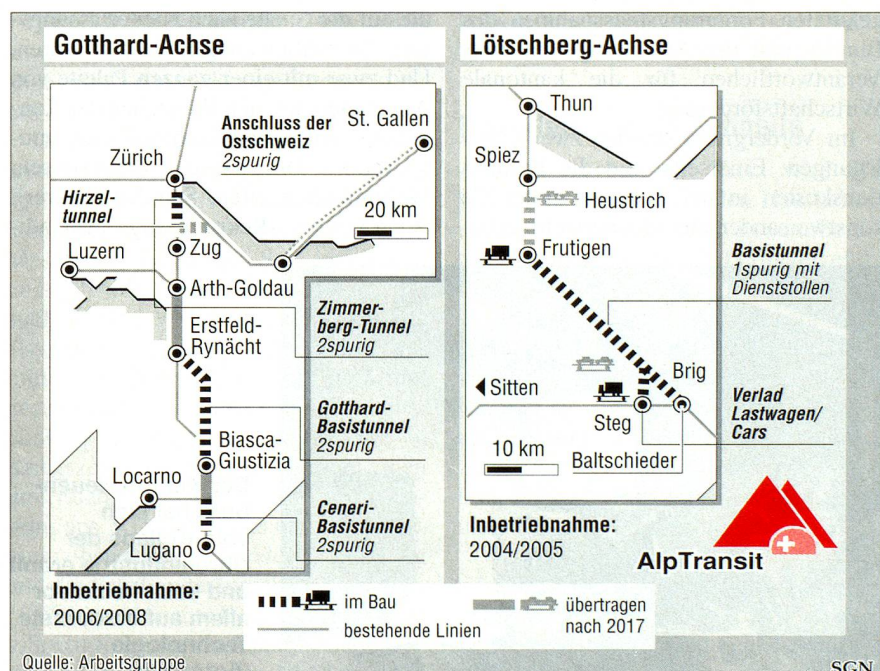 Gotthard-Achse
Zürich
Anschluss der
Ostschweiz
2spurig
St. Gallen
Hirzel-
tunnel
20 km
Luzern
Zug
Arth-Goldau
Erstfeld-
Rynächt
Zimmer-
berg-Tunnel
2spurig
Gotthard-
Basistunnel
2spurig
Biasca-
Giustizia
Locarno
Ceneri-
Basistunnel
2spurig
Lugano
Inbetriebnahme:
2006/2008
Lötschberg-Achse
Thun
Spiez
Heustrich
Frutigen
Basistunnel
1spurig mit
Dienststollen
Sitten
Brig
Steg
Verlad
Lastwagen/
Cars
10 km
Baltschieder
Inbetriebnahme:
2004/2005
AlpTransit
im Bau
bestehende Linien
übertragen
nach 2017
Quelle: Arbeitsgruppe
SGN